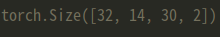 torch.Size([32, 14, 30, 2])